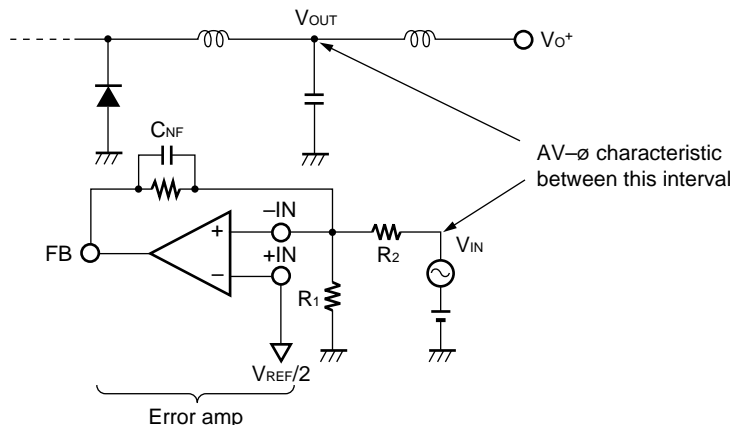 VOUT
VO+
CNF
AV–ø characteristic
between this interval
–IN
+
+IN
–
FB
R1
R2
VIN
VREF/2
Error amp